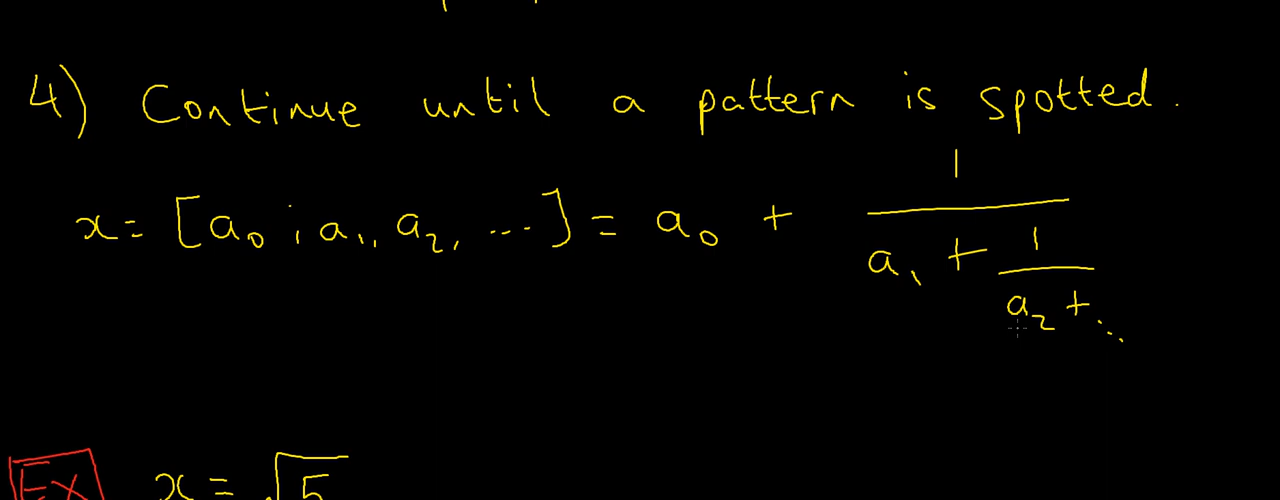 4) Continue until a pattern is spotted.
x = [a₀ ; a₁, a₂, ...] = a₀ + 1/(a₁ + 1/(a₂ + ⋱))
Ex x = √5